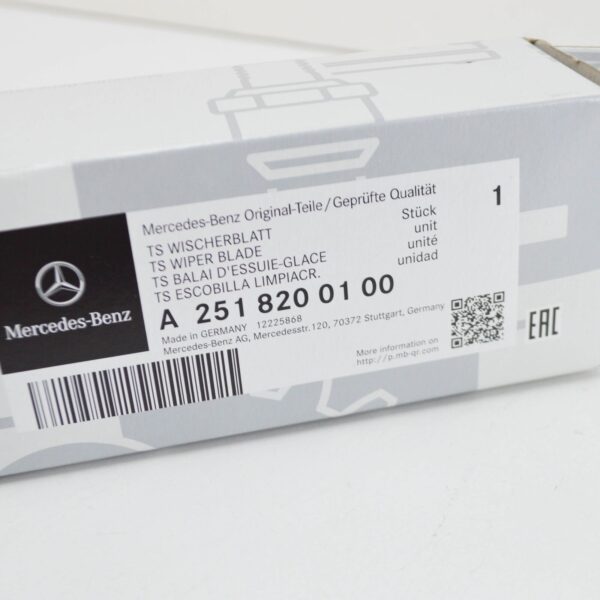 Mercedes-Benz Original-Teile/Geprüfte Qualität
TS WISCHERBLATT Stück 1
TS WIPER BLADE unit
TS BALAI D'ESSUIE-GLACE unité
TS ESCOBILLA LIMPIACR. unidad
A 251 820 01 00
Made in GERMANY 12225868
Mercedes-Benz AG, Mercedesstr.120, 70372 Stuttgart, Germany
Mercedes-Benz
More information on
http://p.mb-qr.com
EAC